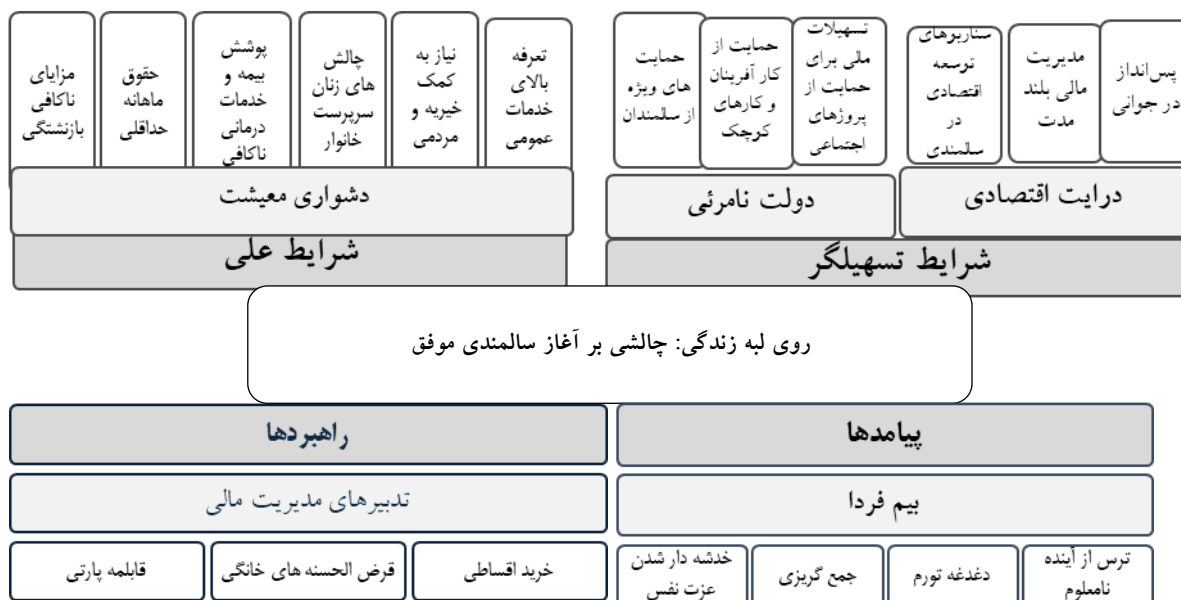 پس‌انداز
در جوانی
مدیریت
مالی بلند
مدت
سناریوهای
توسعه
اقتصادی
در
سالمندی
تسهیلات
ملی برای
حمایت از
پروژهای
اجتماعی
حمایت از
کار آفرینان
و کارهای
کوچک
حمایت
های ویژه
از سالمندان
تعرفه
بالای
خدمات
عمومی
نیاز به
کمک
خیریه و
مردمی
چالش
های زنان
سرپرست
خانوار
پوشش
بیمه و
خدمات
درمانی
ناکافی
حقوق
ماهانه
حداقلی
مزایای
ناکافی
بازنشتگی
درایت اقتصادی
دولت نامرئی
دشواری معیشت
شرایط تسهیلگر
شرایط علی
روی لبه زندگی: چالشی بر آغاز سالمندی موفق
پیامدها
راهبردها
بیم فردا
تدبیرهای مدیریت مالی
ترس از آینده
نامعلوم
دغدغه تورم
جمع گریزی
خدشه دار شدن
عزت نفس
خرید اقساطی
قرض الحسنه های خانگی
قابلمه پارتی